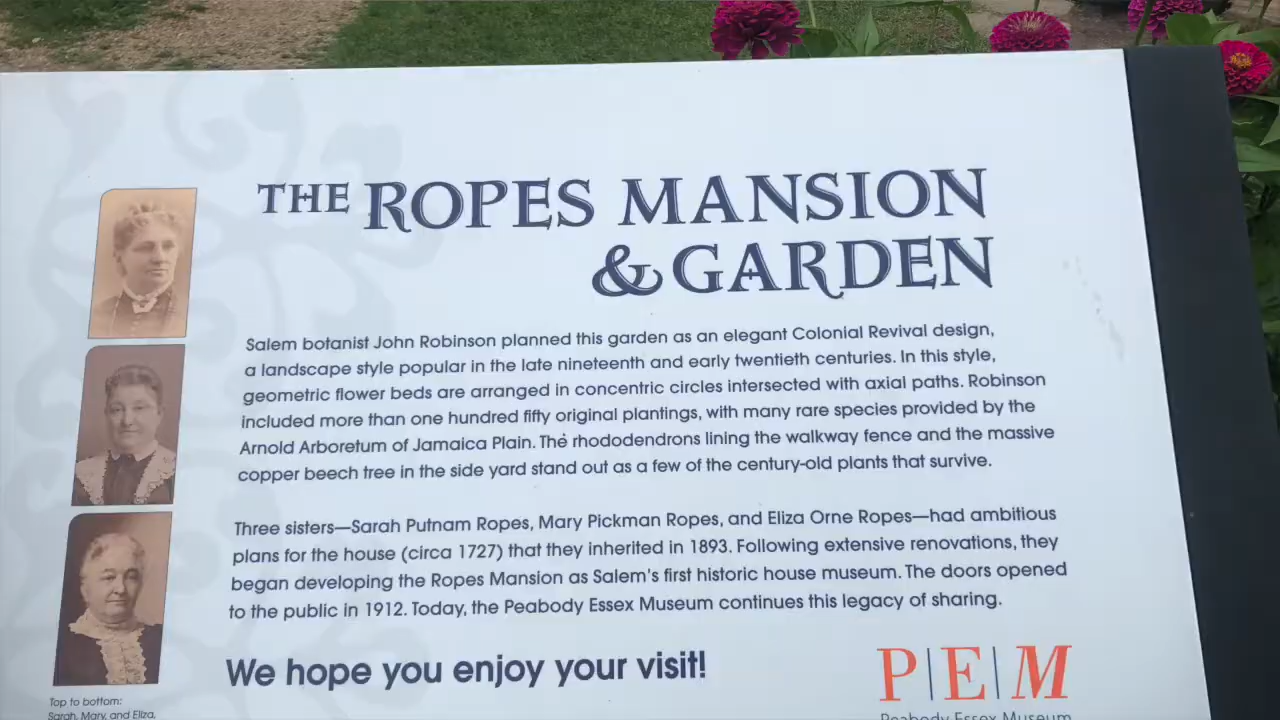 THE ROPES MANSION
& GARDEN
Salem botanist John Robinson planned this garden as an elegant Colonial Revival design,
a landscape style popular in the late nineteenth and early twentieth centuries. In this style,
geometric flower beds are arranged in concentric circles intersected with axial paths. Robinson
included more than one hundred fifty original plantings, with many rare species provided by the
Arnold Arboretum of Jamaica Plain. The rhododendrons lining the walkway fence and the massive
copper beech tree in the side yard stand out as a few of the century-old plants that survive.
Three sisters—Sarah Putnam Ropes, Mary Pickman Ropes, and Eliza Orne Ropes—had ambitious
plans for the house (circa 1727) that they inherited in 1893. Following extensive renovations, they
began developing the Ropes Mansion as Salem's first historic house museum. The doors opened
to the public in 1912. Today, the Peabody Essex Museum continues this legacy of sharing.
We hope you enjoy your visit!
P|E|M
Peabody Essex Museum
Top to bottom:
Sarah, Mary, and Eliza,